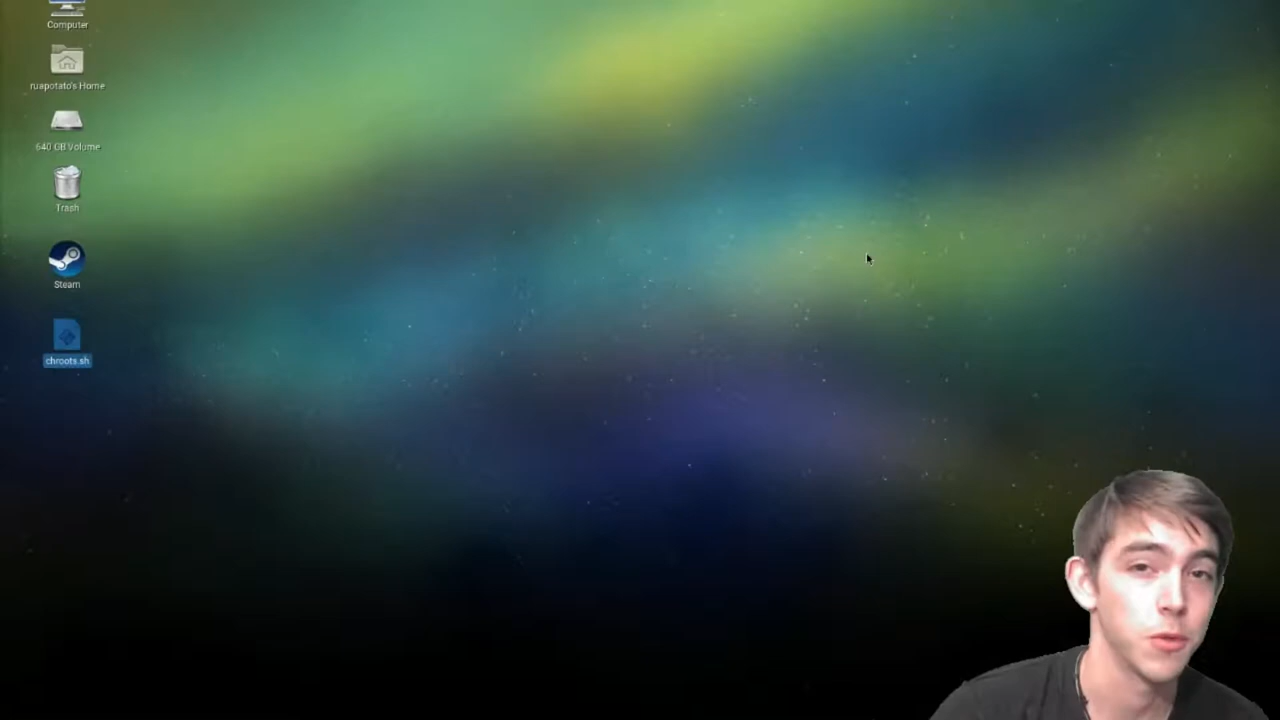 Computer
ruapotato's Home
640 GB Volume
Trash
Steam
chroots.sh